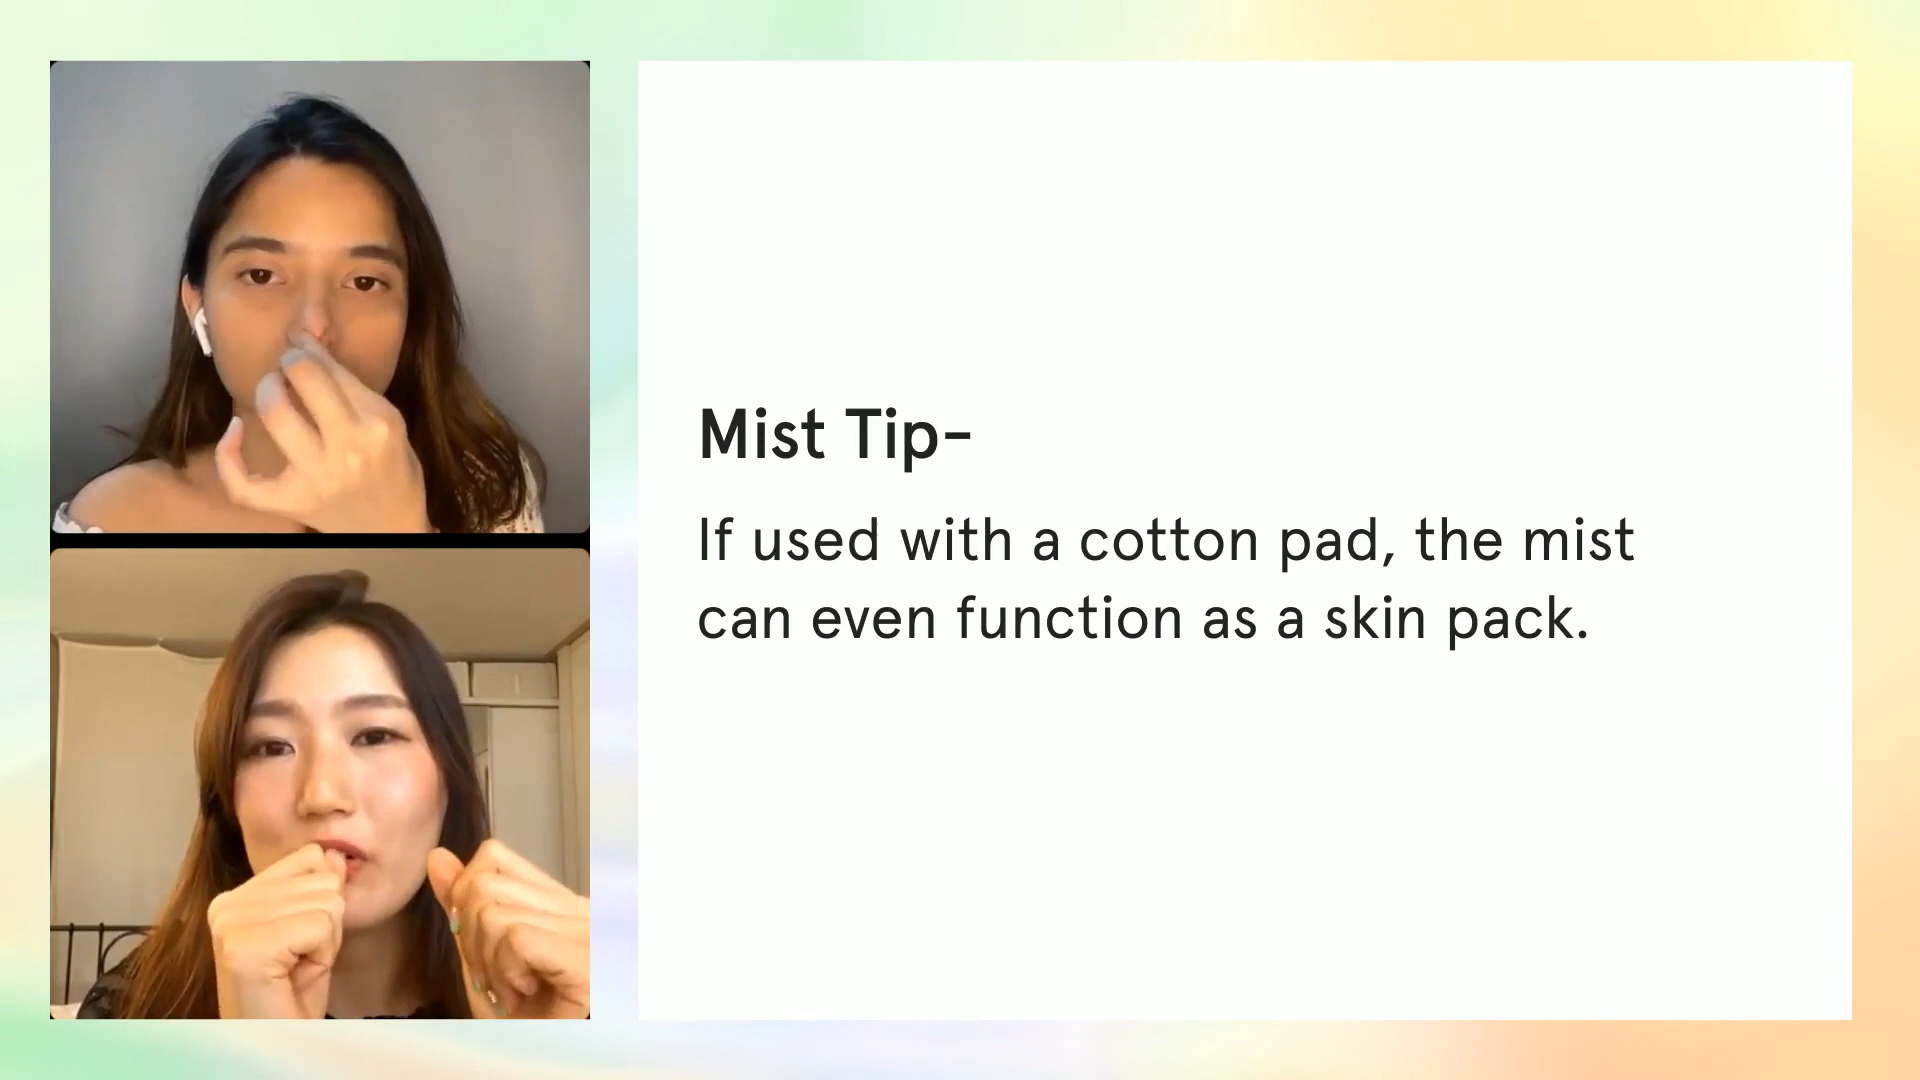 Mist Tip-
If used with a cotton pad, the mist
can even function as a skin pack.